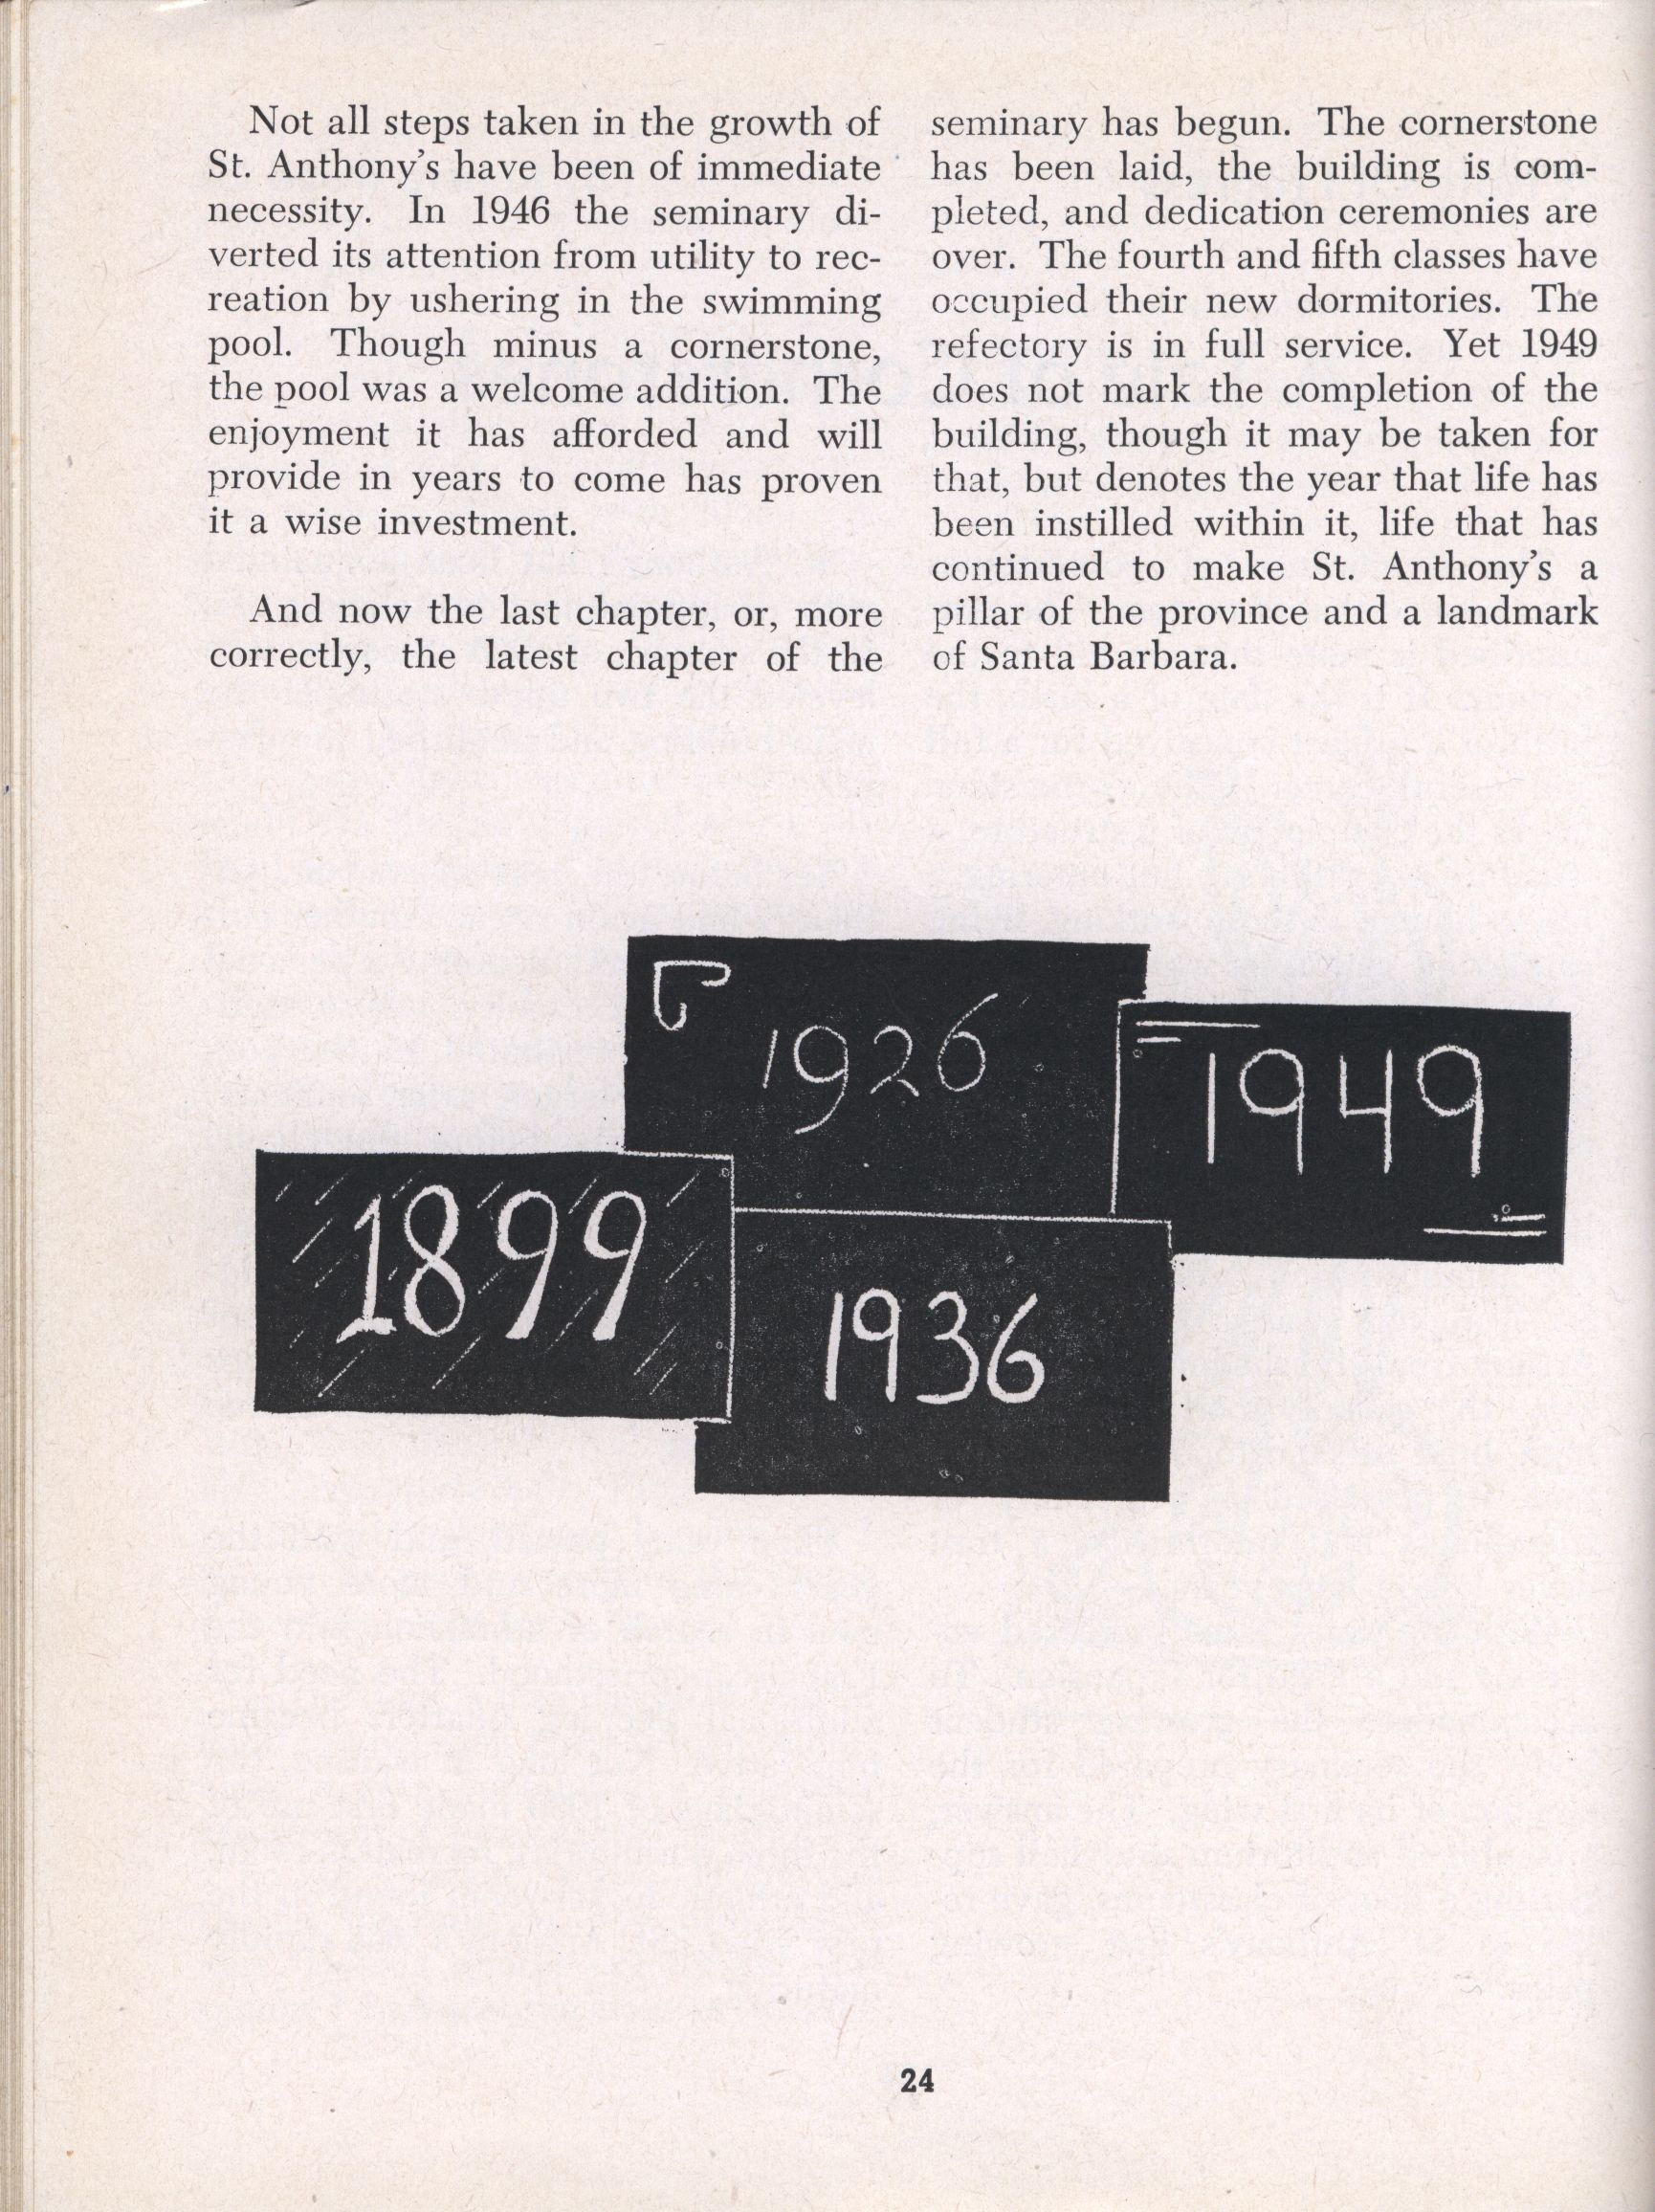 Not all steps taken in the growth of
St. Anthony's have been of immediate
necessity. In 1946 the seminary di-
verted its attention from utility to rec-
reation by ushering in the swimming
pool. Though minus a cornerstone,
the pool was a welcome addition. The
enjoyment it has afforded and will
provide in years to come has proven
it a wise investment.
And now the last chapter, or, more
correctly, the latest chapter of the
seminary has begun. The cornerstone
has been laid, the building is com-
pleted, and dedication ceremonies are
over. The fourth and fifth classes have
occupied their new dormitories. The
refectory is in full service. Yet 1949
does not mark the completion of the
building, though it may be taken for
that, but denotes the year that life has
been instilled within it, life that has
continued to make St. Anthony's a
pillar of the province and a landmark
of Santa Barbara.
1926
1949
1899
1936
24